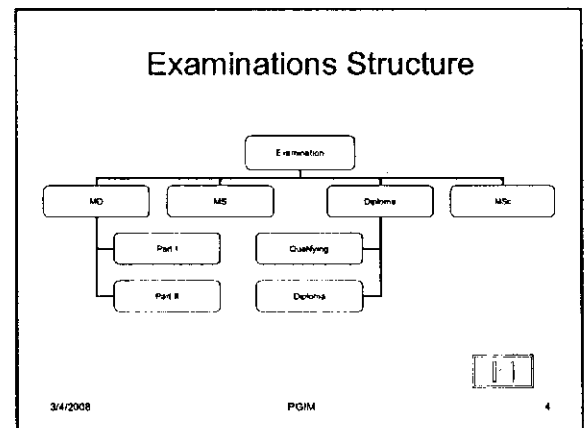 Examinations Structure
Examination
MD MS Diploma MSc
Part I Qualifying
Part II Diploma
3/4/2008 PGIM 4